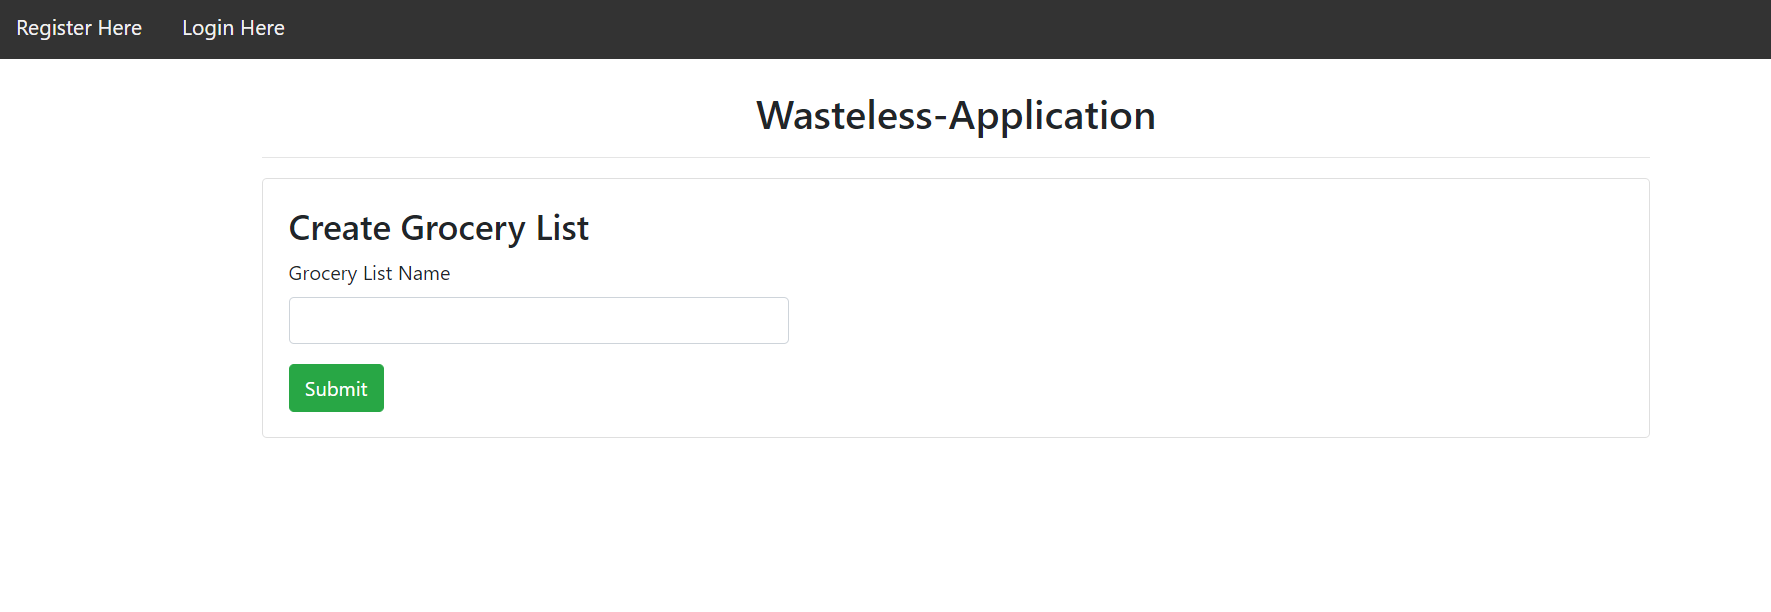 Register Here Login Here
Wasteless-Application
Create Grocery List
Grocery List Name
Submit